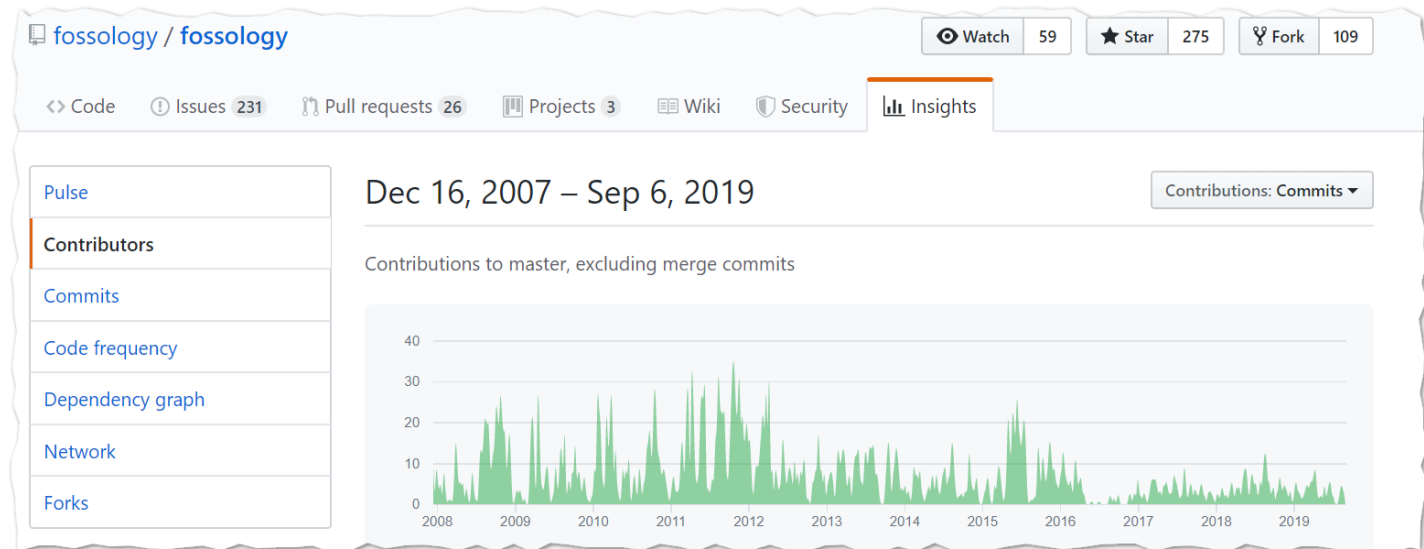 fossology / fossology
Watch 59 Star 275 Fork 109
Code Issues 231 Pull requests 26 Projects 3 Wiki Security Insights
Pulse
Contributors
Commits
Code frequency
Dependency graph
Network
Forks
Dec 16, 2007 – Sep 6, 2019
Contributions: Commits
Contributions to master, excluding merge commits
40
30
20
10
0
2008 2009 2010 2011 2012 2013 2014 2015 2016 2017 2018 2019